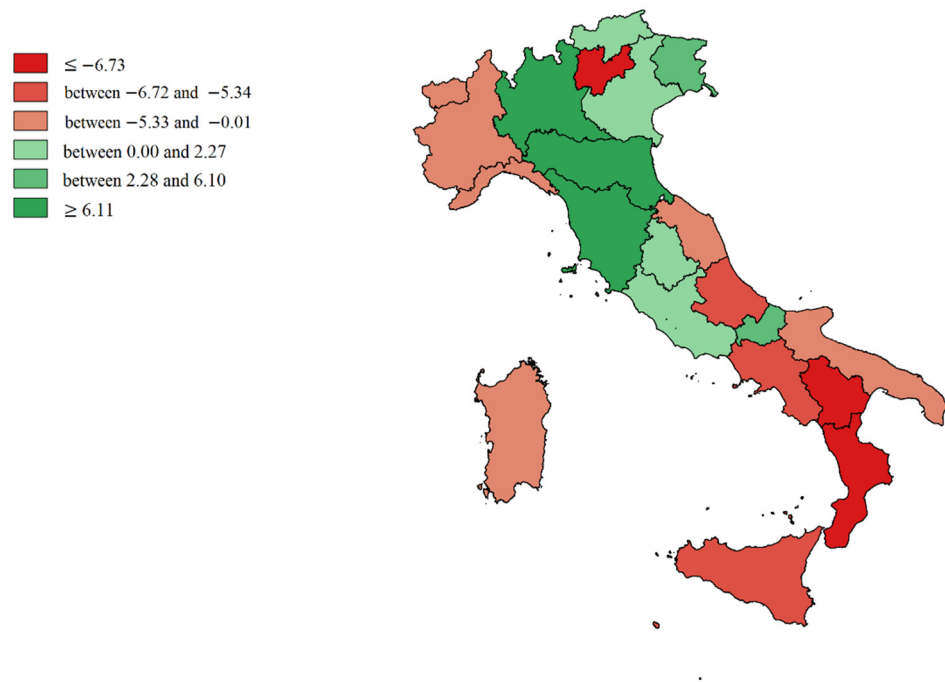 ≤ −6.73
between −6.72 and −5.34
between −5.33 and −0.01
between 0.00 and 2.27
between 2.28 and 6.10
≥ 6.11